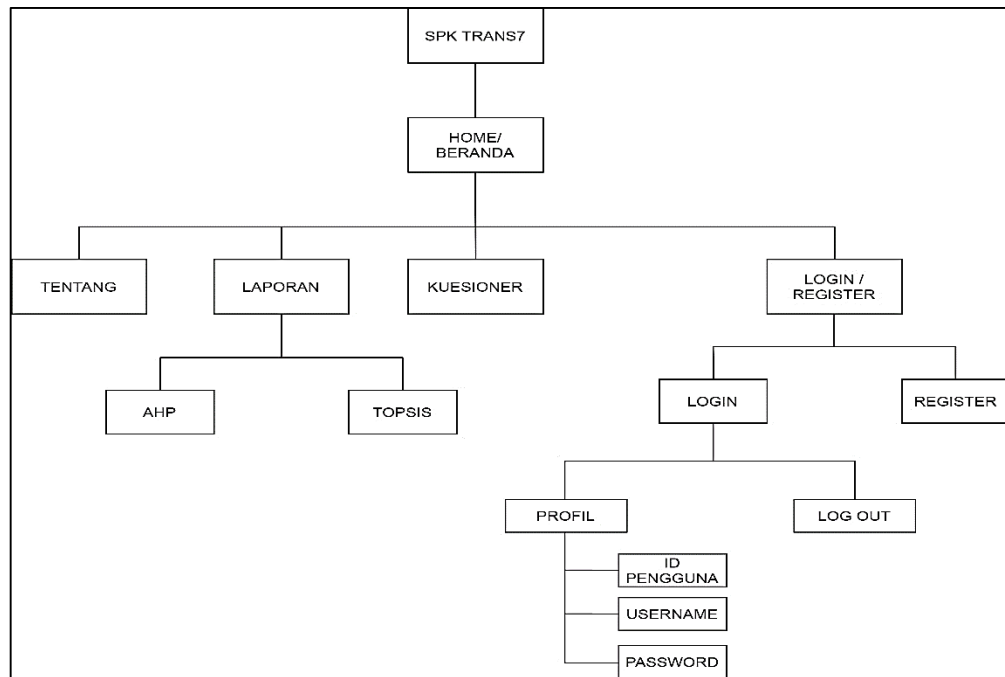 SPK TRANS7
HOME/
BERANDA
TENTANG
LAPORAN
KUESIONER
LOGIN /
REGISTER
AHP
TOPSIS
LOGIN
REGISTER
PROFIL
LOG OUT
ID
PENGGUNA
USERNAME
PASSWORD